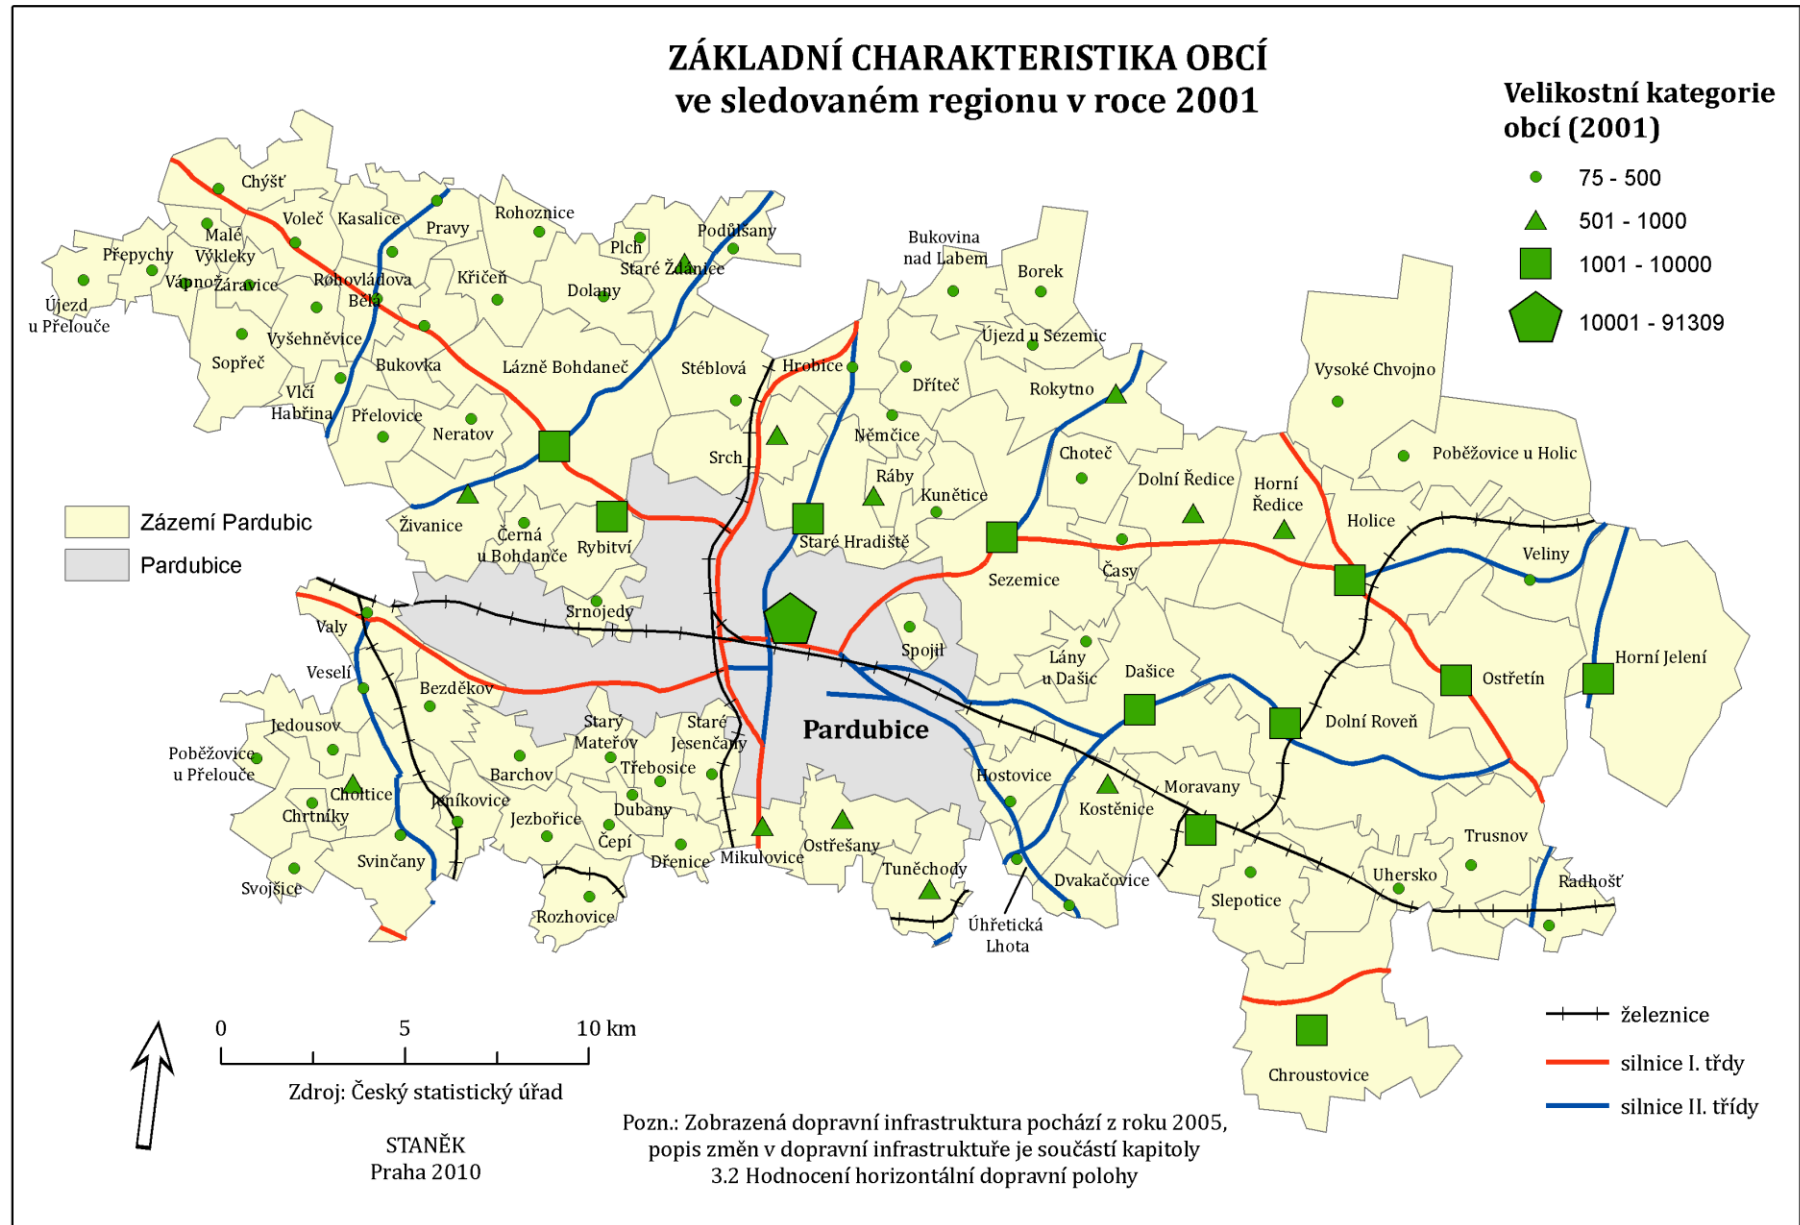 ZÁKLADNÍ CHARAKTERISTIKA OBCÍ
ve sledovaném regionu v roce 2001
Velikostní kategorie
obcí (2001)
75 - 500
501 - 1000
1001 - 10000
10001 - 91309
Chýšť
Voleč
Kasalice
Pravy
Rohoznice
Plch
Podůlšany
Malé
Výkleky
Přepychy
Vápno
Žáravice
Rohovládova
Bělá
Křičeň
Staré Ždánice
Dolany
Bukovina
nad Labem
Borek
Újezd
u Přelouče
Vyšehněvice
Sopřeč
Vlčí
Habřina
Bukovka
Lázně Bohdaneč
Stéblová
Hrobice
Dříteč
Újezd u Sezemic
Rokytno
Vysoké Chvojno
Přelovice
Neratov
Němčice
Srch
Ráby
Kunětice
Choteč
Dolní Ředice
Horní
Ředice
Poběžovice u Holic
Holice
Živanice
Černá
u Bohdanče
Rybitví
Staré Hradiště
Sezemice
Časy
Veliny
Zázemí Pardubic
Pardubice
Srnojedy
Valy
Spojil
Lány
u Dašic
Dašice
Ostřetín
Horní Jelení
Veselí
Bezděkov
Dolní Roveň
Jedousov
Starý
Mateřov
Staré
Jesenčany
Pardubice
Poběžovice
u Přelouče
Barchov
Třebosice
Hostovice
Moravany
Choltice
Chrtníky
Jeníkovice
Jezbořice
Dubany
Kostěnice
Čepí
Trusnov
Svinčany
Dřenice
Mikulovice
Ostřešany
Tuněchody
Dvakačovice
Uhersko
Radhošť
Svojšice
Rozhovice
Slepotice
Úhřetická
Lhota
Chroustovice
0 5 10 km
Zdroj: Český statistický úřad
STANĚK
Praha 2010
Pozn.: Zobrazená dopravní infrastruktura pochází z roku 2005,
popis změn v dopravní infrastruktuře je součástí kapitoly
3.2 Hodnocení horizontální dopravní polohy
železnice
silnice I. třdy
silnice II. třídy